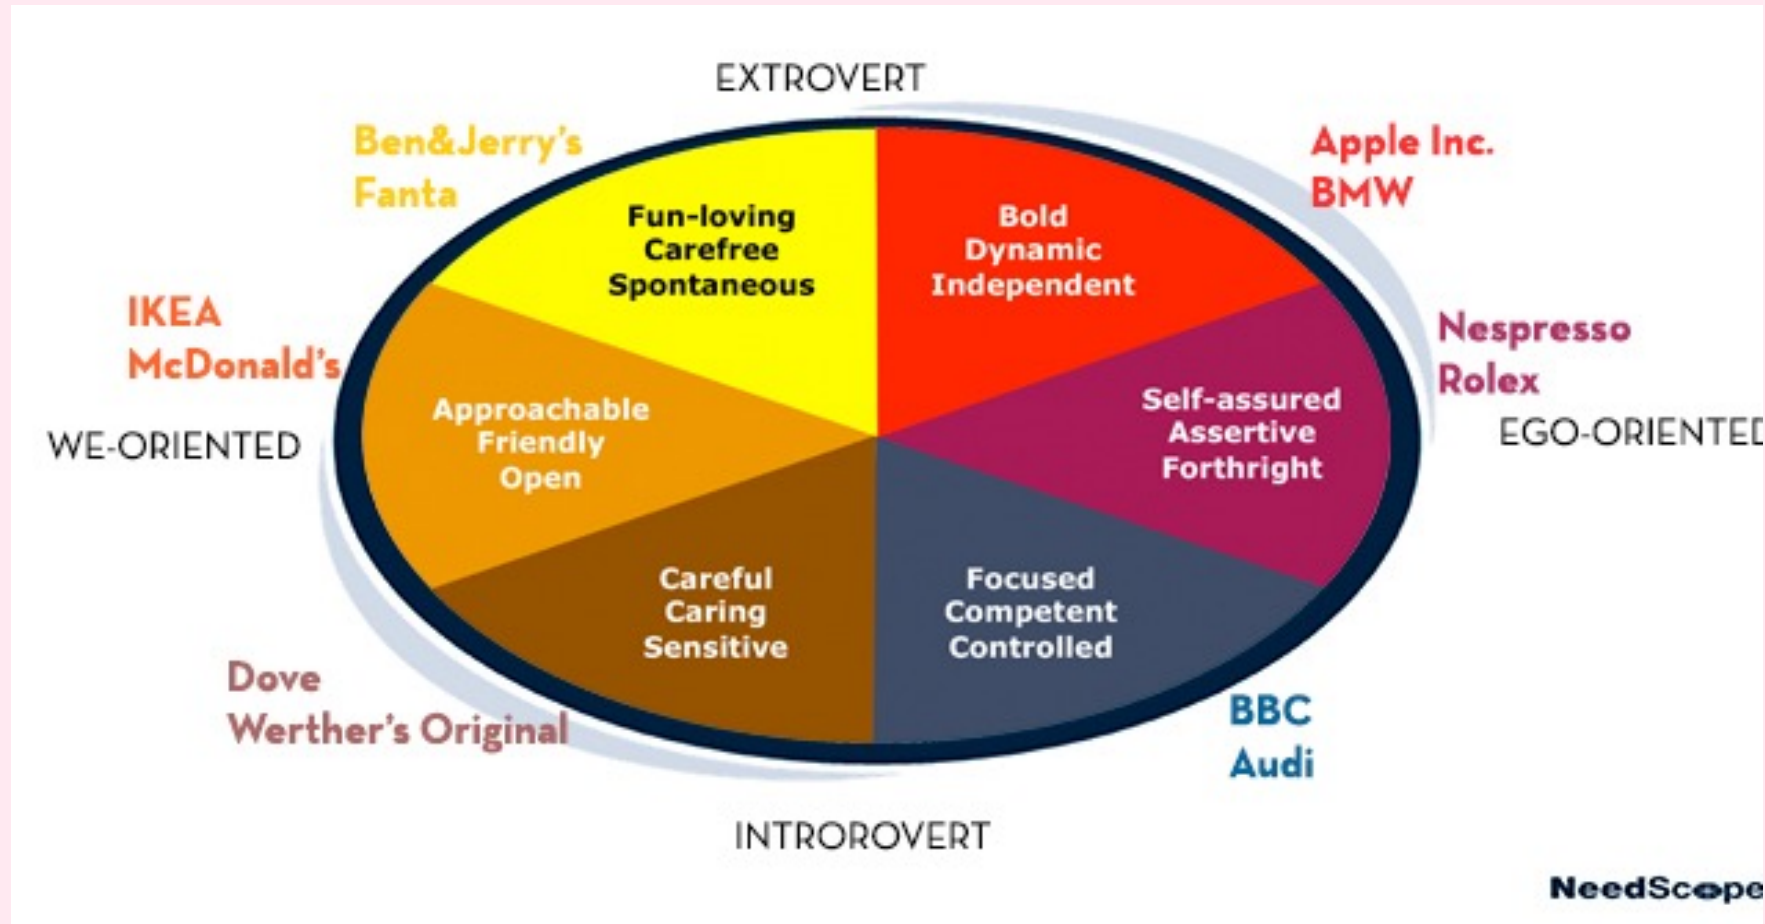 EXTROVERT
Ben&Jerry's
Fanta
Apple Inc.
BMW
Fun-loving
Carefree
Spontaneous
Bold
Dynamic
Independent
IKEA
McDonald's
Nespresso
Rolex
WE-ORIENTED
Approachable
Friendly
Open
Self-assured
Assertive
Forthright
EGO-ORIENTED
Careful
Caring
Sensitive
Focused
Competent
Controlled
Dove
Werther's Original
BBC
Audi
INTROROVERT
NeedScope